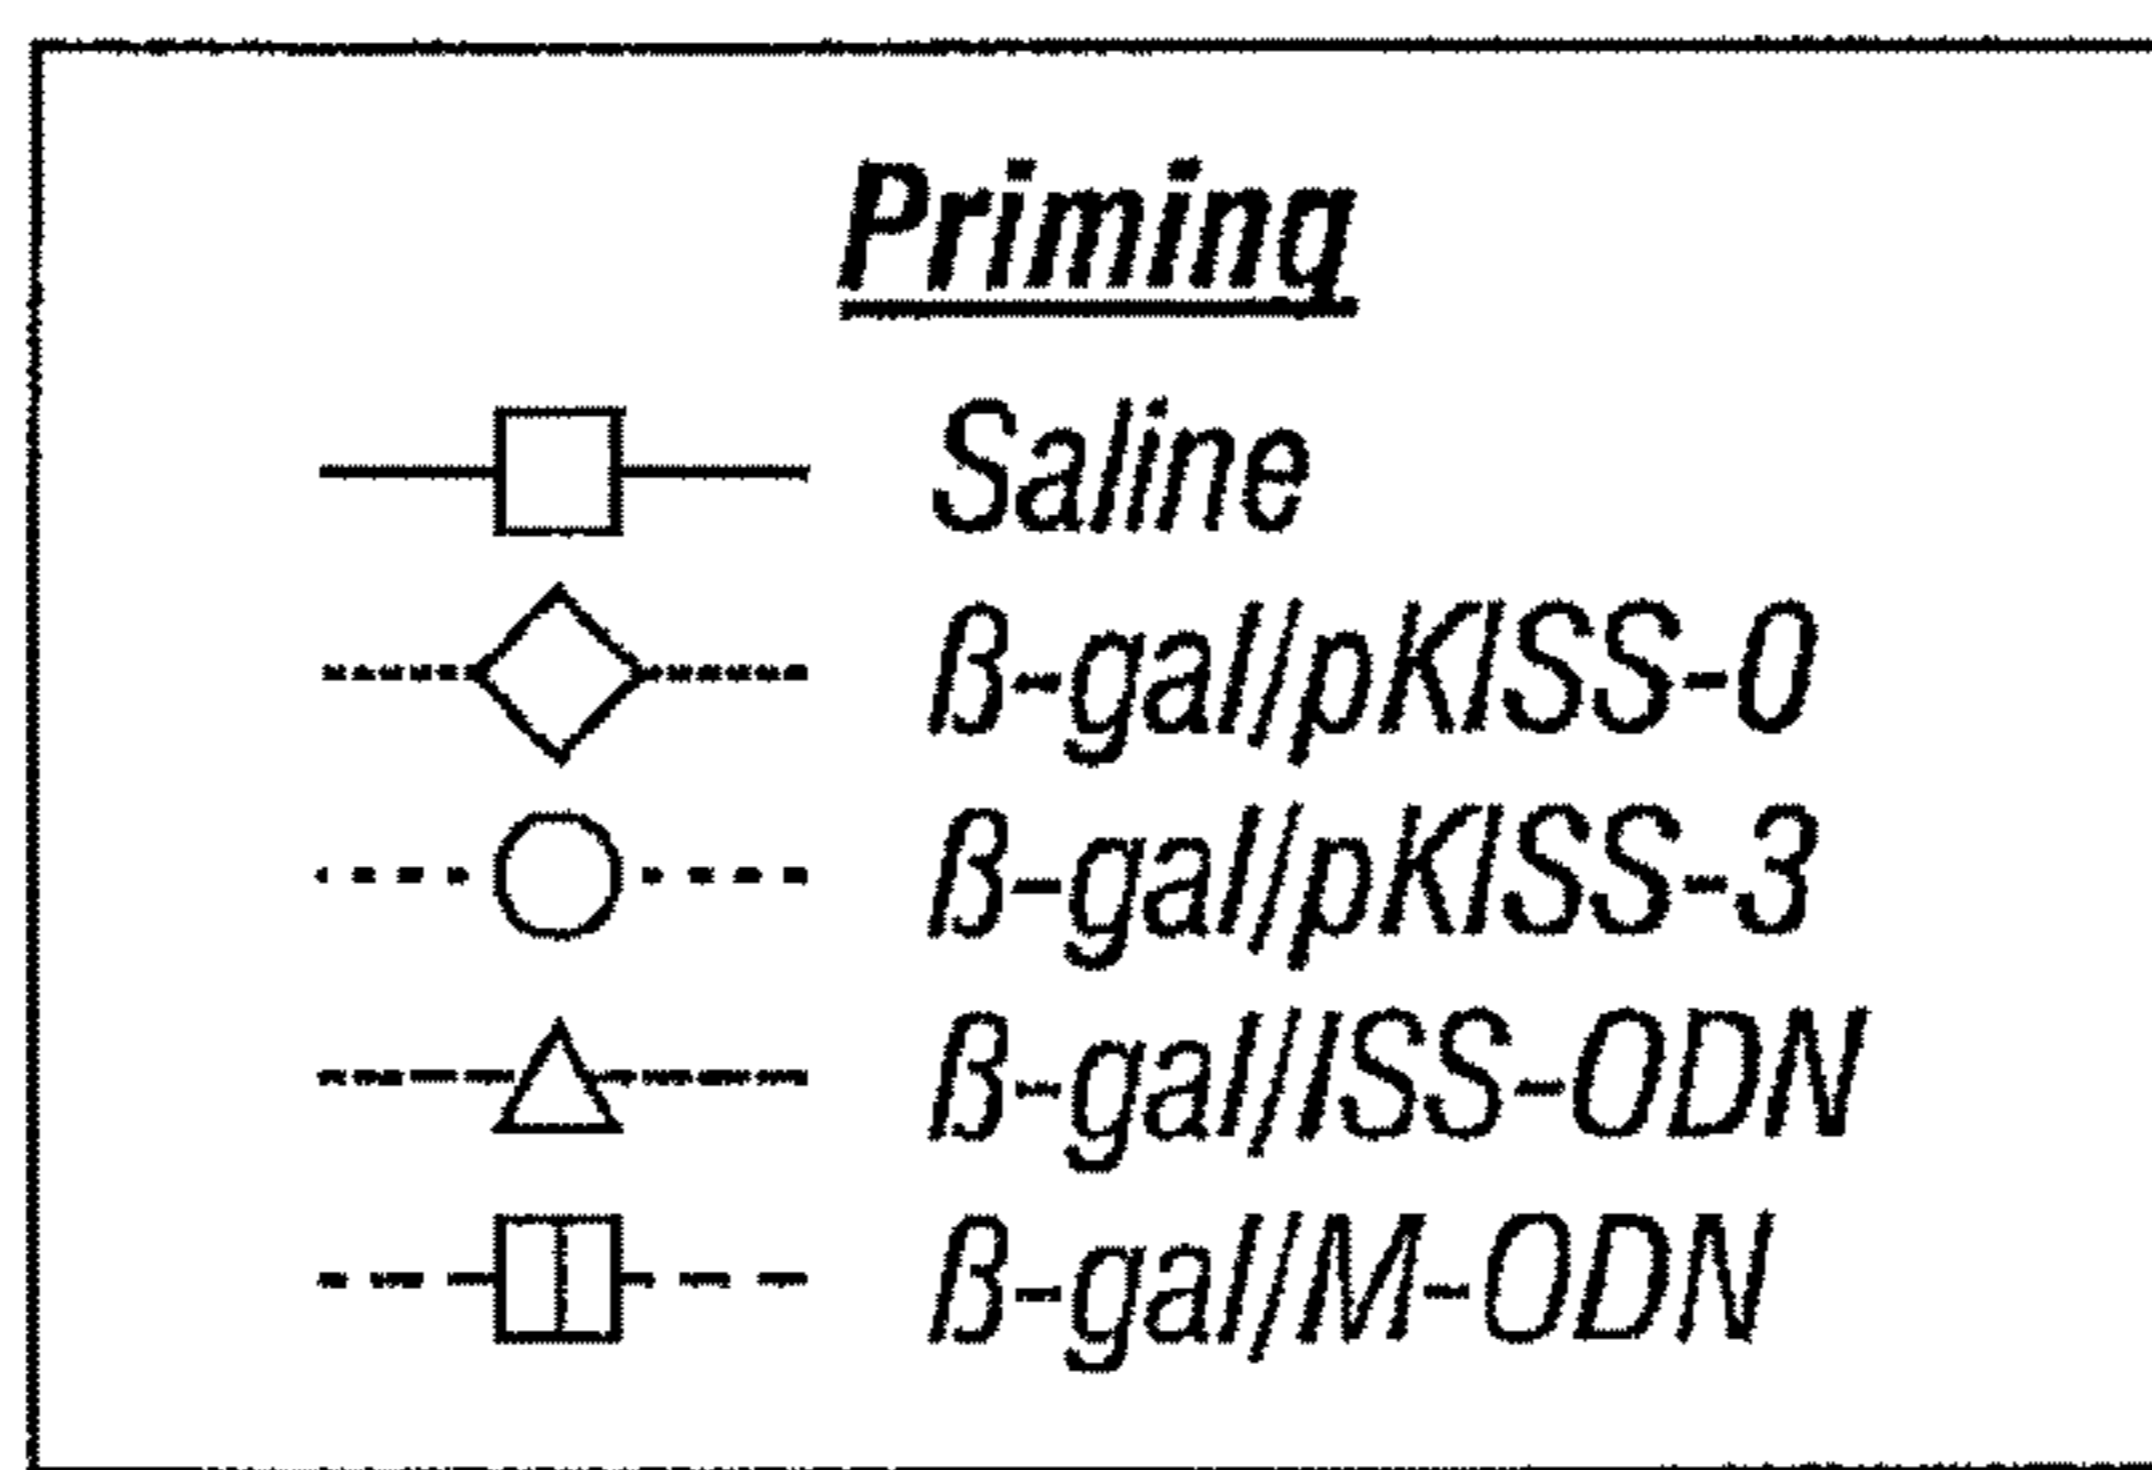 Priming
Saline
β-gal/pKISS-0
β-gal/pKISS-3
β-gal/ISS-ODN
β-gal/M-ODN